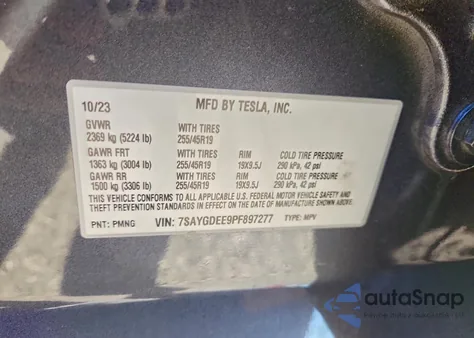 10/23 MFD BY TESLA, INC.
GVWR WITH TIRES
2369 kg (5224 lb) 255/45R19
GAWR FRT WITH TIRES RIM COLD TIRE PRESSURE
1363 kg (3004 lb) 255/45R19 19X9.5J 290 kPa, 42 psi
GAWR RR WITH TIRES RIM COLD TIRE PRESSURE
1500 kg (3306 lb) 255/45R19 19X9.5J 290 kPa, 42 psi
THIS VEHICLE CONFORMS TO ALL APPLICABLE U.S. FEDERAL MOTOR VEHICLE SAFETY AND
THEFT PREVENTION STANDARDS IN EFFECT ON THE DATE OF MANUFACTURE SHOWN ABOVE.
PNT: PMNG VIN: 7SAYGDEE9PF897277 TYPE: MPV
autaSnap